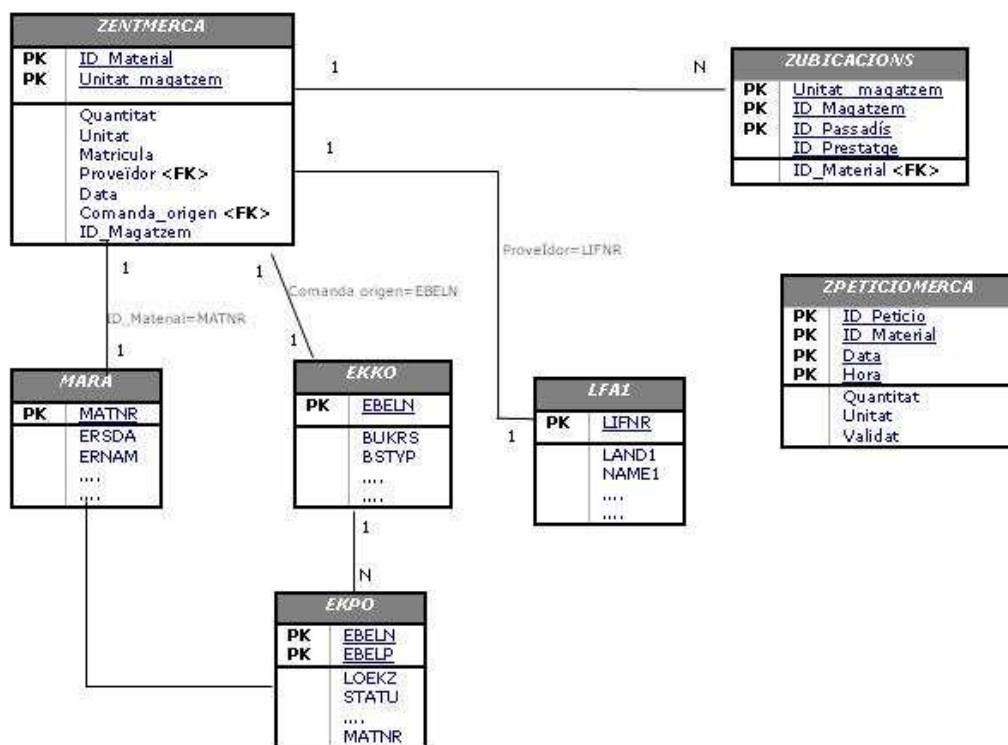 ZENTMERCA
PK ID_Material
PK Unitat_magatzem
Quantitat
Unitat
Matricula
Proveïdor <FK>
Data
Comanda_origen <FK>
ID_Magatzem
1
N
ZUBICACIONS
PK Unitat_magatzem
PK ID_Magatzem
PK ID_Passadís
ID_Prestatge
ID_Material <FK>
1
Proveïdor=LIFNR
1
1
Comanda origen=EBELN
ID_Material=MATNR
1
1
ZPETICIOMERCA
PK ID_Peticio
PK ID_Material
PK Data
PK Hora
Quantitat
Unitat
Validat
MARA
PK MATNR
ERSDA
ERNAM
....
....
EKKO
PK EBELN
BUKRS
BSTYP
....
....
LFA1
PK LIFNR
LAND1
NAME1
....
....
1
1
N
EKPO
PK EBELN
PK EBELP
LOEKZ
STATU
....
MATNR